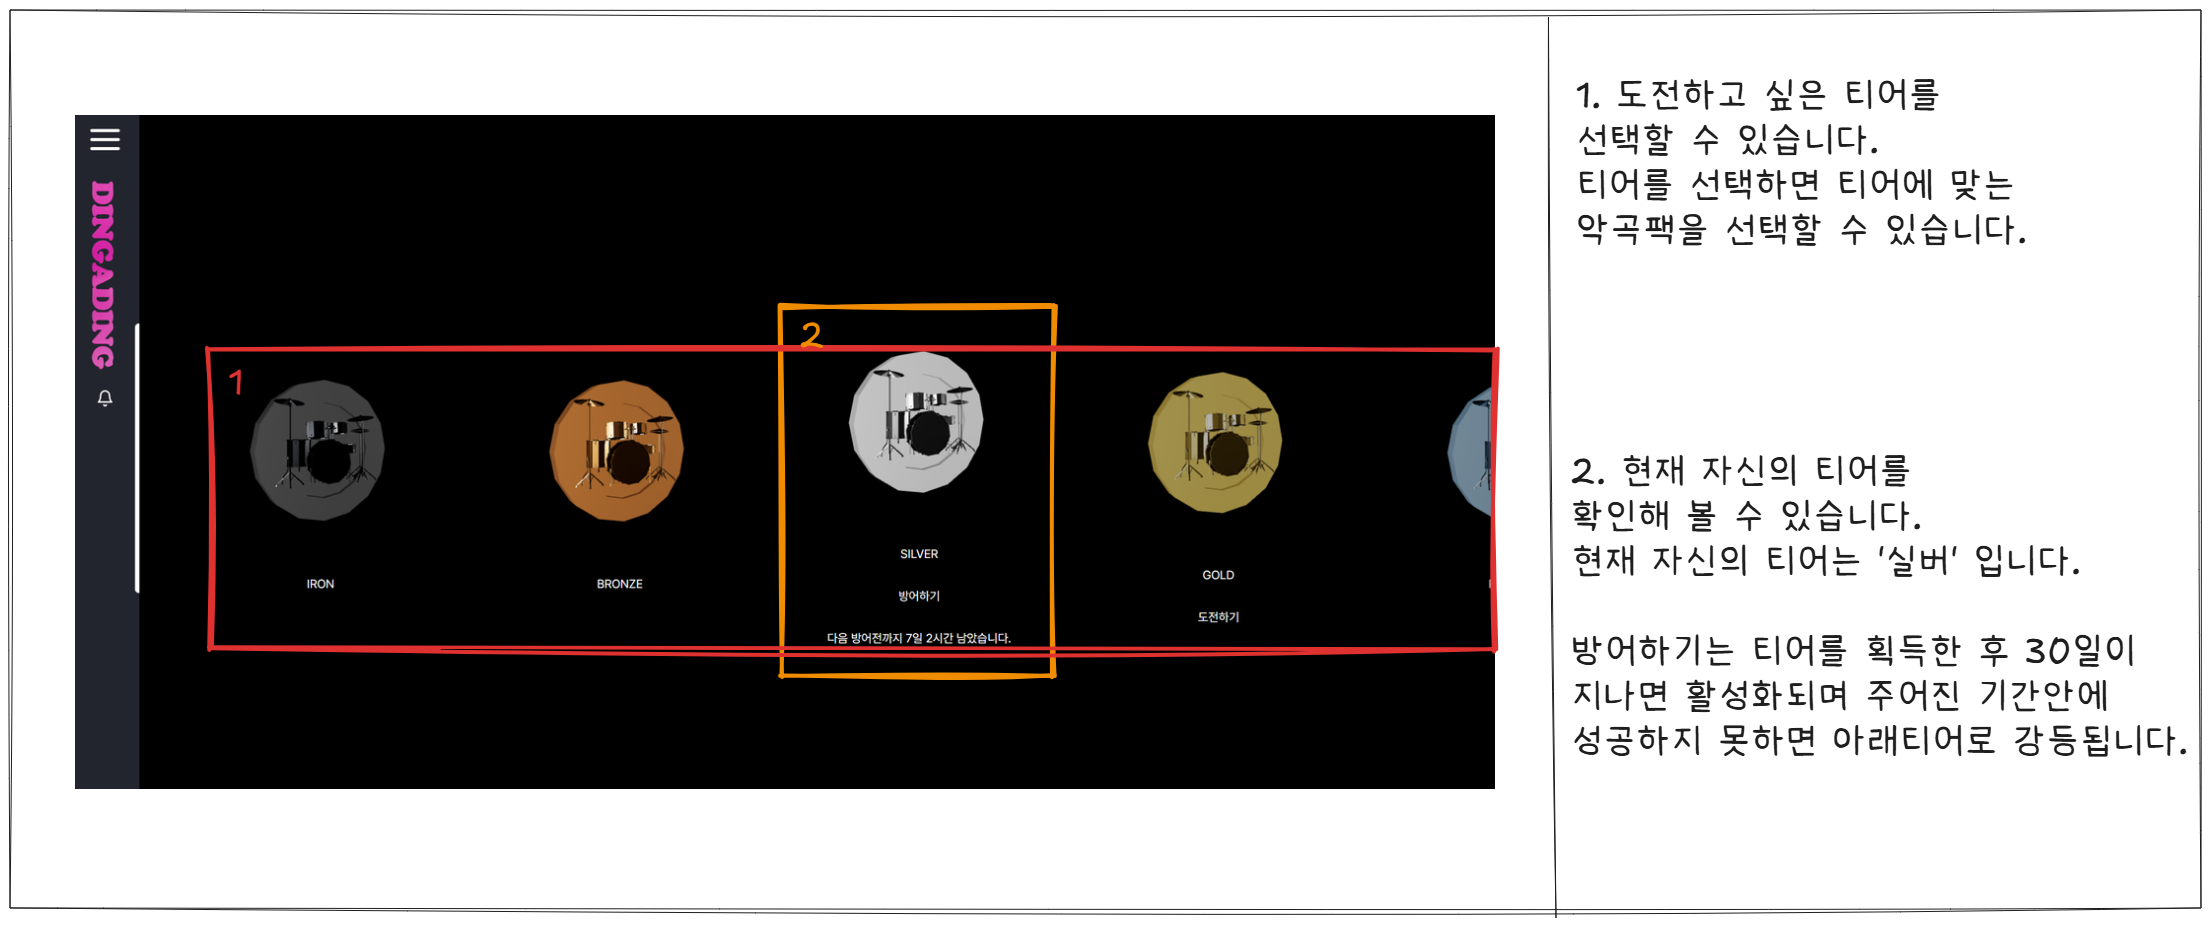 DINGADING
1
2
IRON
BRONZE
SILVER
방어하기
다음 방어전까지 7일 2시간 남았습니다.
GOLD
도전하기
1. 도전하고 싶은 티어를
선택할 수 있습니다.
티어를 선택하면 티어에 맞는
악곡팩을 선택할 수 있습니다.
2. 현재 자신의 티어를
확인해 볼 수 있습니다.
현재 자신의 티어는 '실버' 입니다.
방어하기는 티어를 획득한 후 30일이
지나면 활성화되며 주어진 기간안에
성공하지 못하면 아래티어로 강등됩니다.